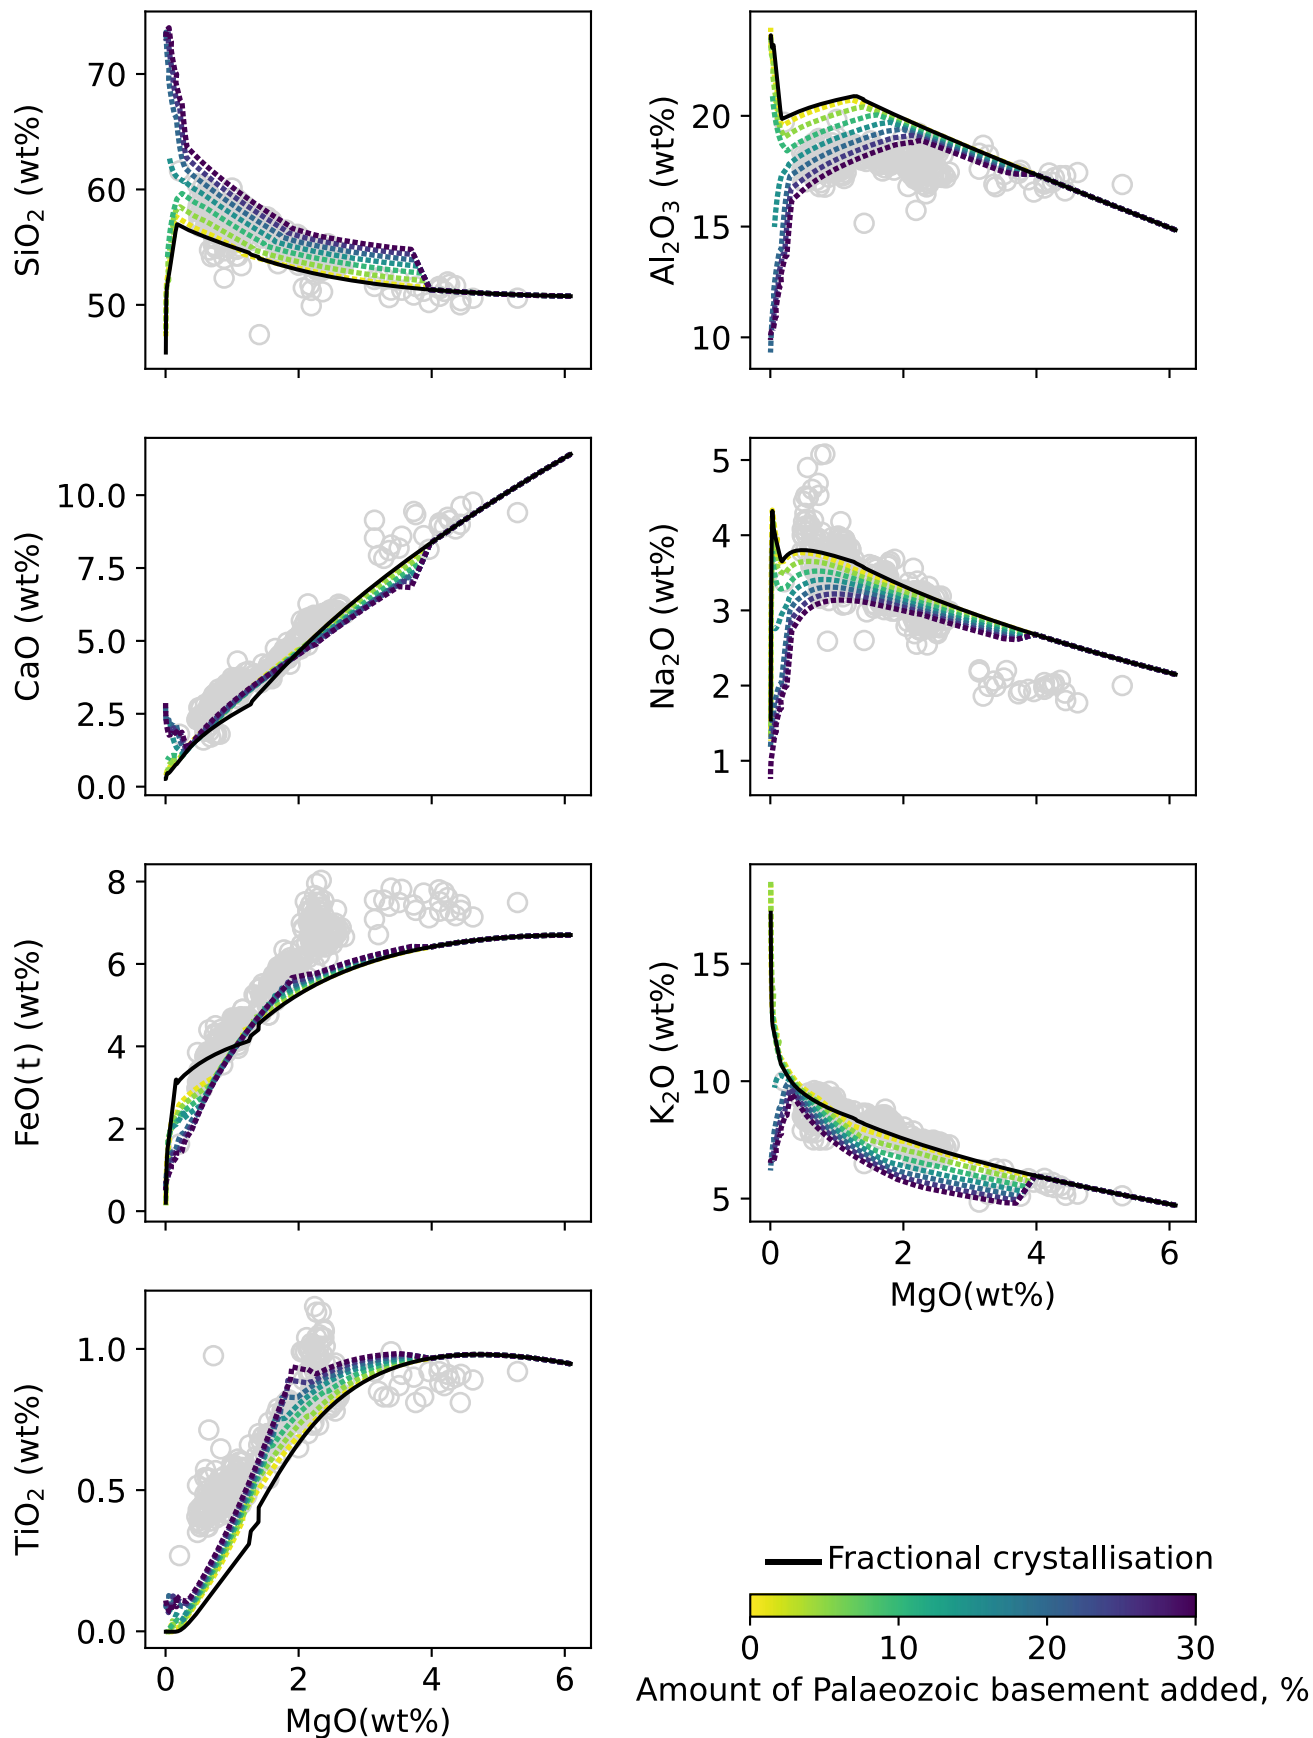 SiO₂ (wt%)
70
60
50
Al₂O₃ (wt%)
20
15
10
CaO (wt%)
10.0
7.5
5.0
2.5
0.0
Na₂O (wt%)
5
4
3
2
1
FeO(t) (wt%)
8
6
4
2
0
K₂O (wt%)
15
10
5
0 2 4 6
MgO(wt%)
TiO₂ (wt%)
1.0
0.5
0.0
0 2 4 6
MgO(wt%)
Fractional crystallisation
0 10 20 30
Amount of Palaeozoic basement added, %